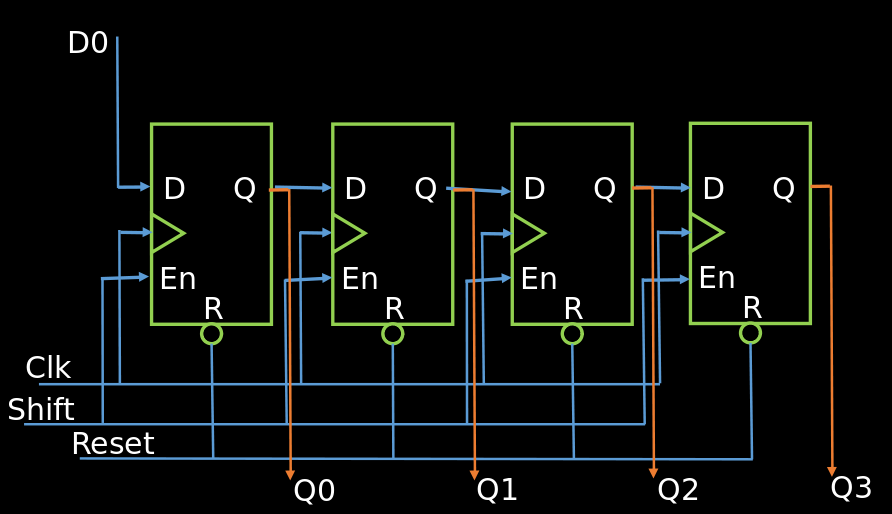 D0
D Q D Q D Q D Q
En En En En
R R R R
Clk
Shift
Reset
Q0 Q1 Q2 Q3